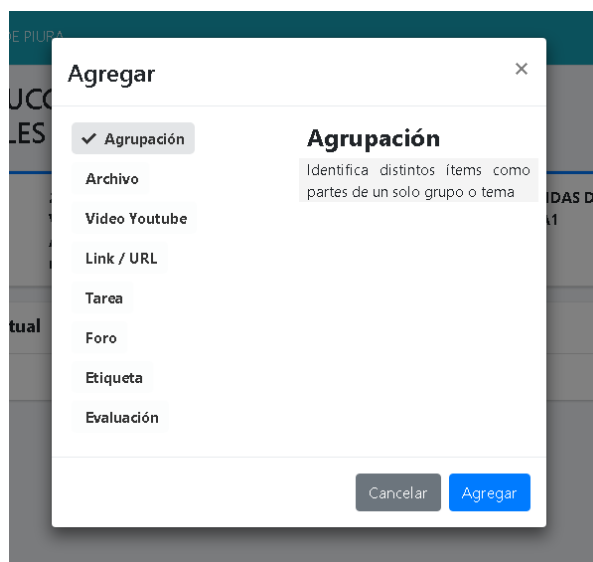 DE PIURA
Agregar
×
UCC
LES
Agrupación
Agrupación
Identifica distintos ítems como
partes de un solo grupo o tema
Archivo
Video Youtube
IDAS D
A1
Link / URL
Tarea
tual
Foro
Etiqueta
Evaluación
Cancelar
Agregar